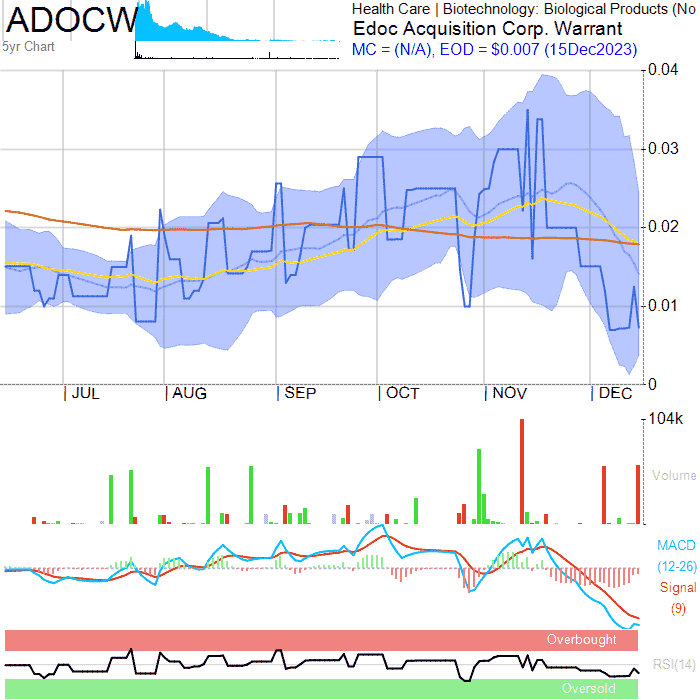 ADOCW
5yr Chart
Health Care | Biotechnology: Biological Products (No
Edoc Acquisition Corp. Warrant
MC = (N/A), EOD = $0.007 (15Dec2023)
0.04
0.03
0.02
0.01
0
JUL AUG SEP OCT NOV DEC
104k
Volume
MACD
(12-26)
Signal
(9)
Overbought
RSI(14)
Oversold